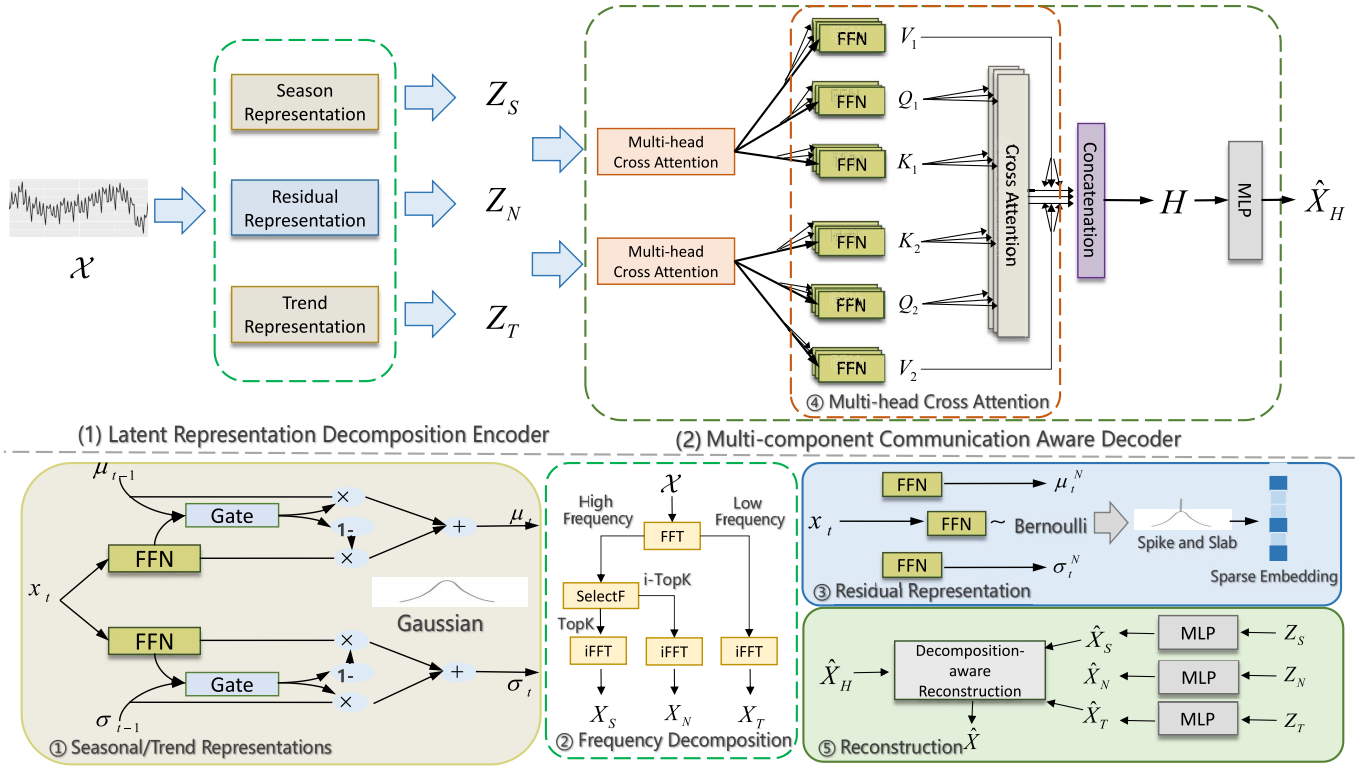 𝒳
Season
Representation
Residual
Representation
Trend
Representation
Z_S
Z_N
Z_T
Multi-head
Cross Attention
Multi-head
Cross Attention
FFN
V_1
FFN
Q_1
FFN
K_1
FFN
K_2
FFN
Q_2
FFN
V_2
Cross Attention
Concatenation
H
MLP
X̂_H
④ Multi-head Cross Attention
(1) Latent Representation Decomposition Encoder
(2) Multi-component Communication Aware Decoder
μ_{t−1}
Gate
×
1-
×
+
μ_t
FFN
x_t
Gaussian
FFN
Gate
×
1-
×
+
σ_t
σ_{t−1}
① Seasonal/Trend Representations
𝒳
High
Frequency
Low
Frequency
FFT
i-TopK
SelectF
TopK
iFFT
iFFT
iFFT
X_S
X_N
X_T
② Frequency Decomposition
FFN
μ_t^N
x_t
FFN
~ Bernoulli
FFN
σ_t^N
Spike and Slab
Sparse Embedding
③ Residual Representation
X̂_H
Decomposition-
aware
Reconstruction
X̂_S
MLP
Z_S
X̂_N
MLP
Z_N
X̂_T
MLP
Z_T
X̂
⑤ Reconstruction